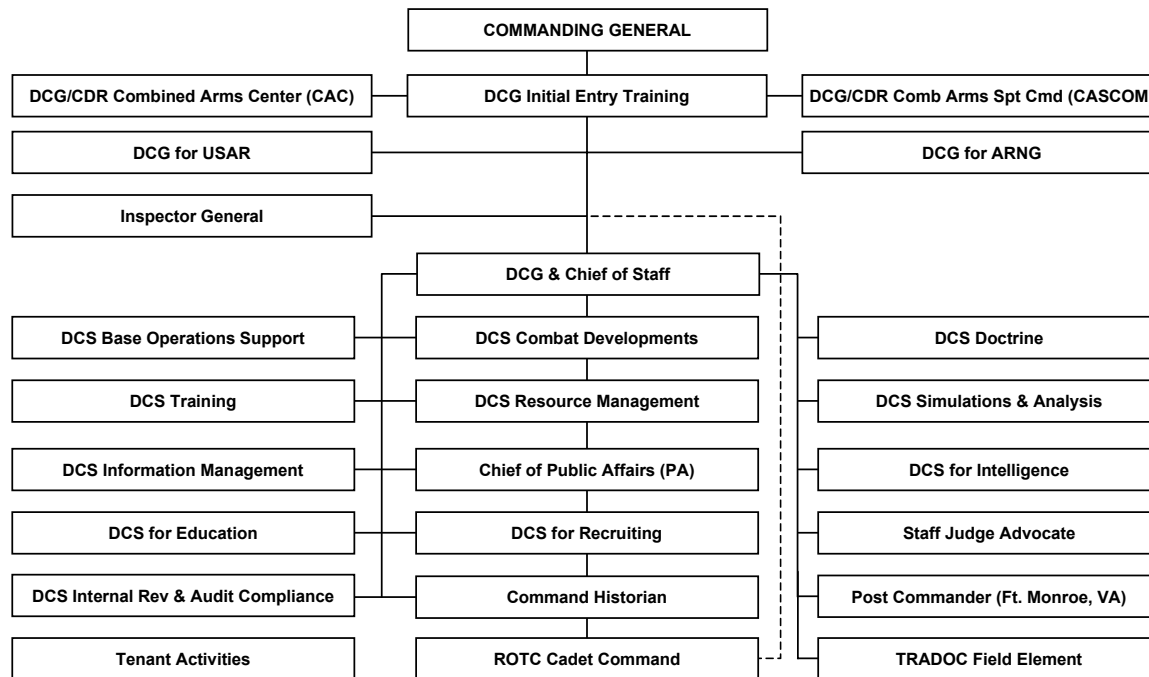 COMMANDING GENERAL
DCG/CDR Combined Arms Center (CAC)
DCG Initial Entry Training
DCG/CDR Comb Arms Spt Cmd (CASCOM
DCG for USAR
DCG for ARNG
Inspector General
DCG & Chief of Staff
DCS Base Operations Support
DCS Combat Developments
DCS Doctrine
DCS Training
DCS Resource Management
DCS Simulations & Analysis
DCS Information Management
Chief of Public Affairs (PA)
DCS for Intelligence
DCS for Education
DCS for Recruiting
Staff Judge Advocate
DCS Internal Rev & Audit Compliance
Command Historian
Post Commander (Ft. Monroe, VA)
Tenant Activities
ROTC Cadet Command
TRADOC Field Element